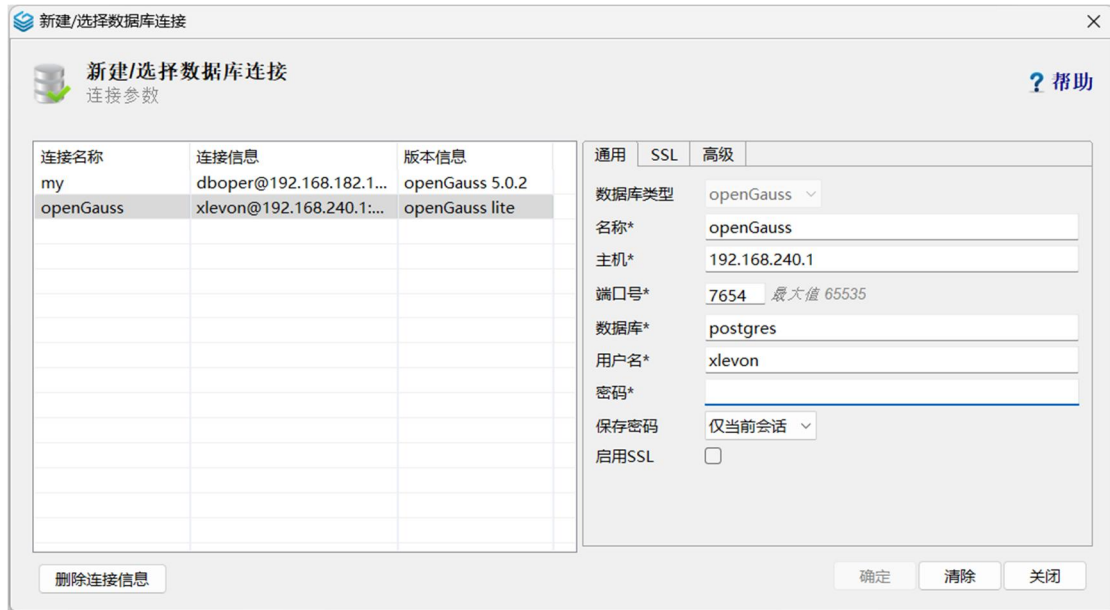 新建/选择数据库连接
新建/选择数据库连接
连接参数
帮助
连接名称 连接信息 版本信息
my dboper@192.168.182.1... openGauss 5.0.2
openGauss xlevon@192.168.240.1:... openGauss lite
通用 SSL 高级
数据库类型 openGauss
名称* openGauss
主机* 192.168.240.1
端口号* 7654 最大值 65535
数据库* postgres
用户名* xlevon
密码*
保存密码 仅当前会话
启用SSL
删除连接信息
确定 清除 关闭